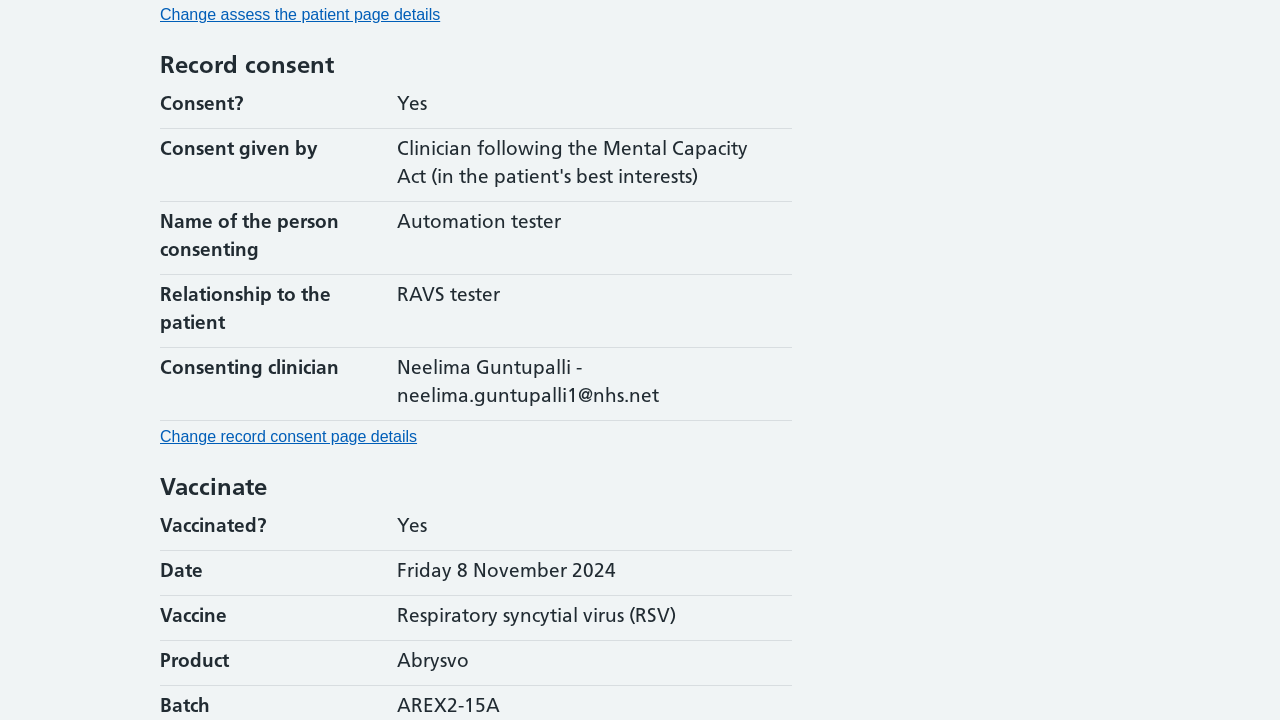 Change assess the patient page details
Record consent
Consent? Yes
Consent given by Clinician following the Mental Capacity
Act (in the patient's best interests)
Name of the person Automation tester
consenting
Relationship to the RAVS tester
patient
Consenting clinician Neelima Guntupalli -
neelima.guntupalli1@nhs.net
Change record consent page details
Vaccinate
Vaccinated? Yes
Date Friday 8 November 2024
Vaccine Respiratory syncytial virus (RSV)
Product Abrysvo
Batch AREX2-15A